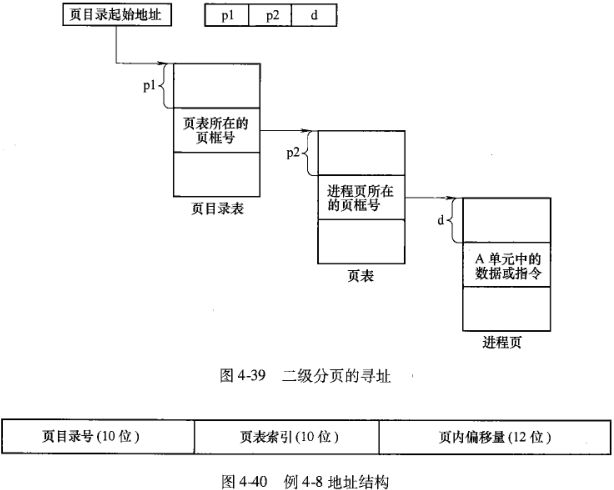 页目录起始地址
p1 p2 d
p1
页表所在的
页框号
p2
页目录表
进程页所在
的页框号
d
页表
A 单元中的
数据或指令
进程页
图 4-39 二级分页的寻址
页目录号 (10 位) 页表索引 (10 位) 页内偏移量 (12 位)
图 4-40 例 4-8 地址结构